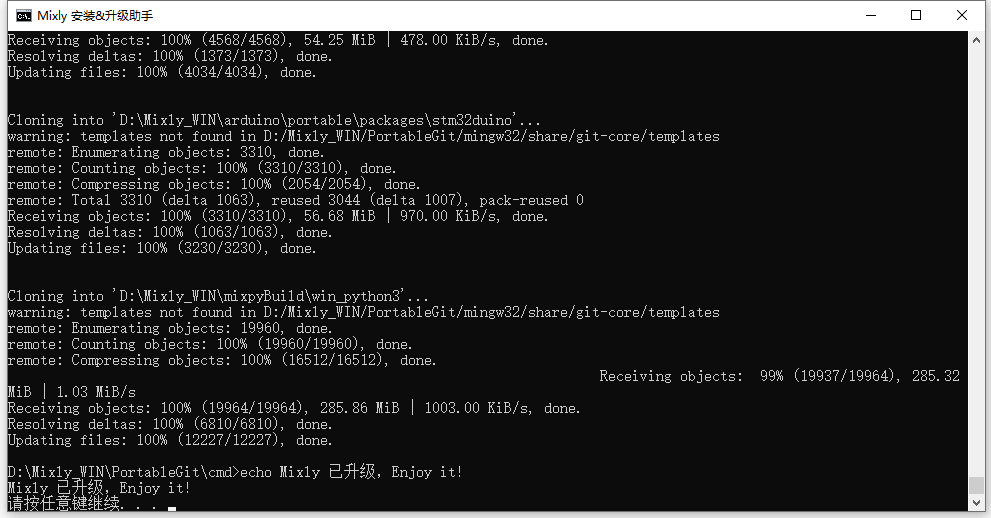 Mixly 安装&升级助手
Receiving objects: 100% (4568/4568), 54.25 MiB | 478.00 KiB/s, done.
Resolving deltas: 100% (1373/1373), done.
Updating files: 100% (4034/4034), done.
Cloning into 'D:\Mixly_WIN\arduino\portable\packages\stm32duino'...
warning: templates not found in D:/Mixly_WIN/PortableGit/mingw32/share/git-core/templates
remote: Enumerating objects: 3310, done.
remote: Counting objects: 100% (3310/3310), done.
remote: Compressing objects: 100% (2054/2054), done.
remote: Total 3310 (delta 1063), reused 3044 (delta 1007), pack-reused 0
Receiving objects: 100% (3310/3310), 56.68 MiB | 970.00 KiB/s, done.
Resolving deltas: 100% (1063/1063), done.
Updating files: 100% (3230/3230), done.
Cloning into 'D:\Mixly_WIN\mixpyBuild\win_python3'...
warning: templates not found in D:/Mixly_WIN/PortableGit/mingw32/share/git-core/templates
remote: Enumerating objects: 19960, done.
remote: Counting objects: 100% (19960/19960), done.
remote: Compressing objects: 100% (16512/16512), done.
Receiving objects:  99% (19937/19964), 285.32
MiB | 1.03 MiB/s
Receiving objects: 100% (19964/19964), 285.86 MiB | 1003.00 KiB/s, done.
Resolving deltas: 100% (6810/6810), done.
Updating files: 100% (12227/12227), done.
D:\Mixly_WIN\PortableGit\cmd>echo Mixly 已升级, Enjoy it!
Mixly 已升级, Enjoy it!
请按任意键继续. . .